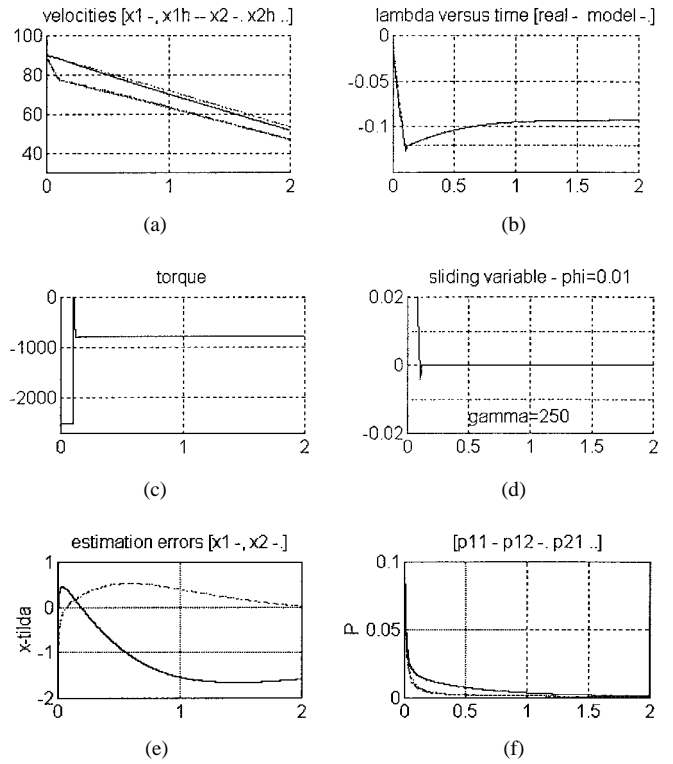 velocities [x1 -, x1h -- x2 -. x2h ..]
100
80
60
40
0
1
2
(a)
lambda versus time [real - model -.]
-0.05
-0.1
0
0.5
1
1.5
2
(b)
torque
0
-1000
-2000
0
1
2
(c)
sliding variable - phi=0.01
0.02
0
-0.02
gamma=250
0
0.5
1
1.5
2
(d)
estimation errors [x1 -, x2 -.]
x-tilda
1
0
-1
-2
0
1
2
(e)
[p11 - p12 -. p21 ..]
P
0.1
0.05
0
0
0.5
1
1.5
2
(f)